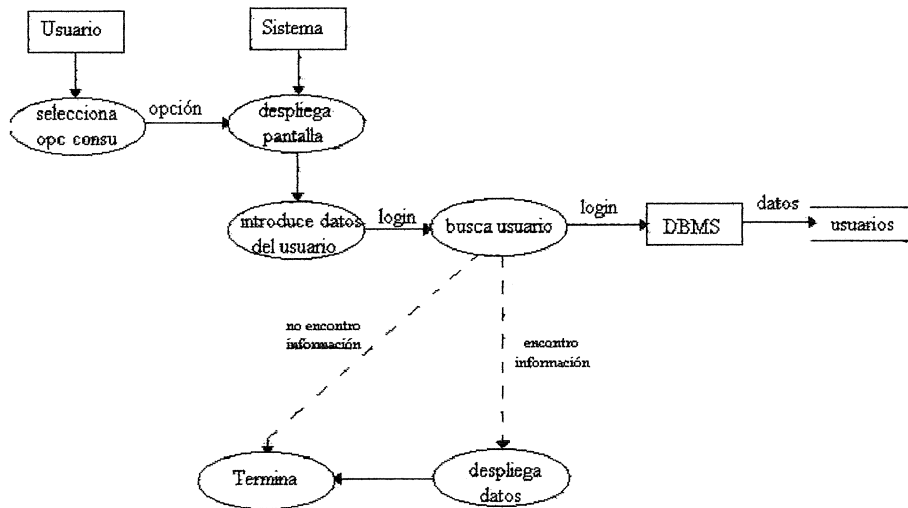 Usuario
Sistema
selecciona
opc consu
opción
despliega
pantalla
introduce datos
del usuario
login
busca usuario
login
DBMS
datos
usuarios
no encontro
información
encontro
información
Termina
despliega
datos